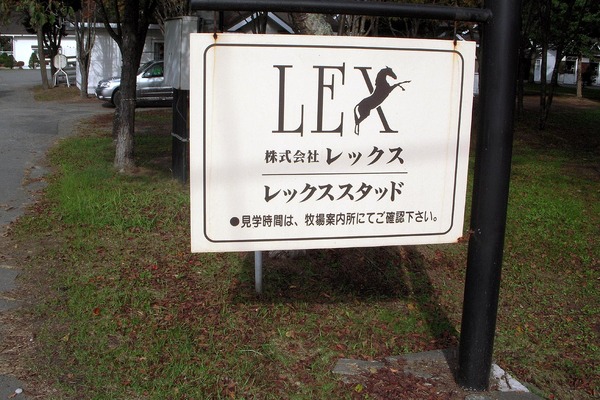 LEX
株式会社 レックス
レックススタッド
●見学時間は、牧場案内所にてご確認下さい。